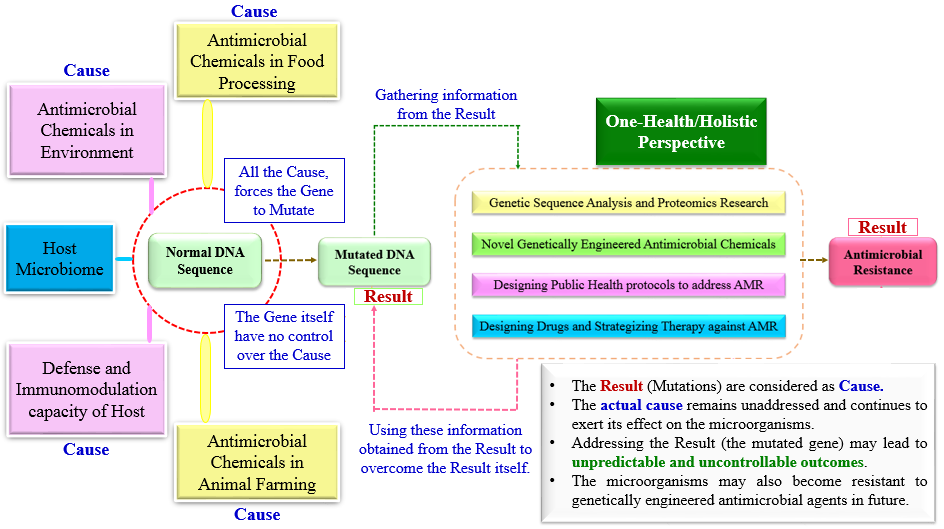 Cause
Antimicrobial
Chemicals in Food
Processing
Cause
Antimicrobial
Chemicals in
Environment
Host
Microbiome
Defense and
Immunomodulation
capacity of Host
Cause
Antimicrobial
Chemicals in
Animal Farming
Cause
All the Cause,
forces the Gene
to Mutate
Normal DNA
Sequence
The Gene itself
have no control
over the Cause
Mutated DNA
Sequence
Result
Gathering information
from the Result
Using these information
obtained from the Result to
overcome the Result itself.
One-Health/Holistic
Perspective
Genetic Sequence Analysis and Proteomics Research
Novel Genetically Engineered Antimicrobial Chemicals
Designing Public Health protocols to address AMR
Designing Drugs and Strategizing Therapy against AMR
Result
Antimicrobial
Resistance
• The Result (Mutations) are considered as Cause.
• The actual cause remains unaddressed and continues to
exert its effect on the microorganisms.
• Addressing the Result (the mutated gene) may lead to
unpredictable and uncontrollable outcomes.
• The microorganisms may also become resistant to
genetically engineered antimicrobial agents in future.